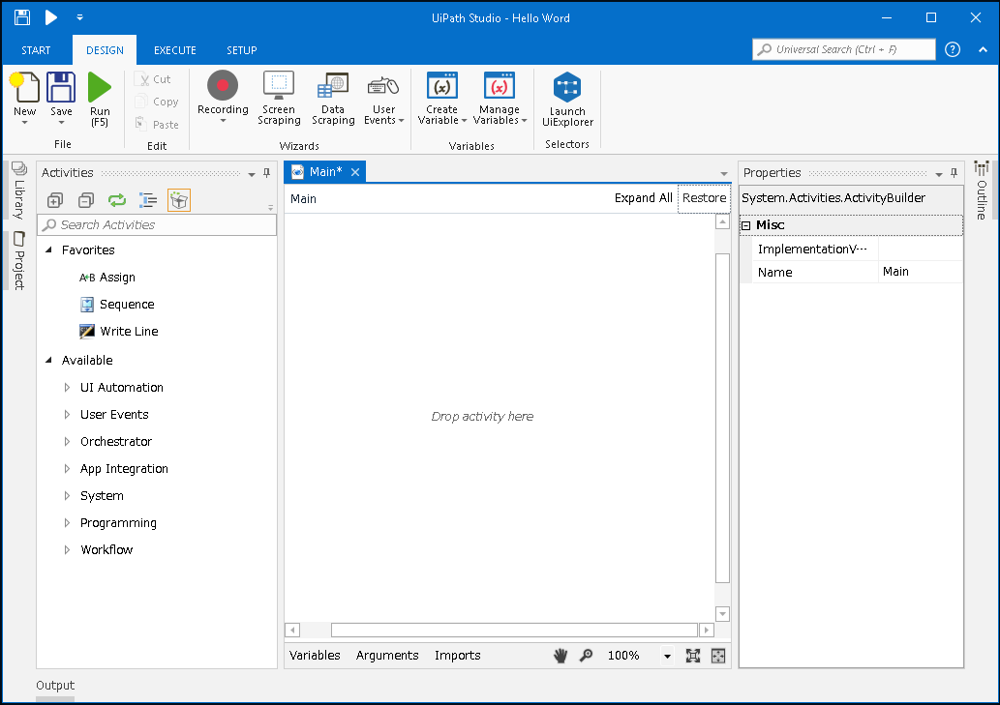 UiPath Studio - Hello Word
START DESIGN EXECUTE SETUP
Universal Search (Ctrl + F)
New
Save
Run
(F5)
File
Cut
Copy
Paste
Edit
Recording
Screen
Scraping
Data
Scraping
User
Events
Wizards
Create
Variable
Manage
Variables
Variables
Launch
UiExplorer
Selectors
Library
Project
Activities
Search Activities
Favorites
A+B Assign
Sequence
Write Line
Available
UI Automation
User Events
Orchestrator
App Integration
System
Programming
Workflow
Main*
Main Expand All Restore
Drop activity here
Variables Arguments Imports 100%
Properties
System.Activities.ActivityBuilder
Misc
ImplementationV···
Name Main
Outline
Output